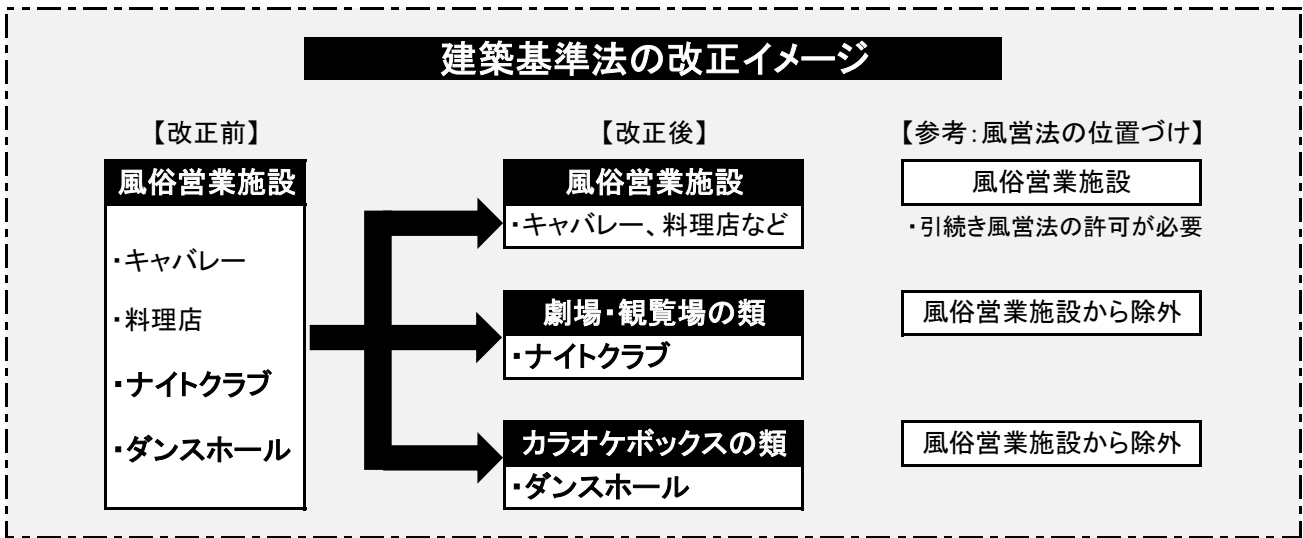 建築基準法の改正イメージ
【改正前】
風俗営業施設
・キャバレー
・料理店
・ナイトクラブ
・ダンスホール
【改正後】
風俗営業施設
・キャバレー、料理店など
劇場・観覧場の類
・ナイトクラブ
カラオケボックスの類
・ダンスホール
【参考：風営法の位置づけ】
風俗営業施設
・引続き風営法の許可が必要
風俗営業施設から除外
風俗営業施設から除外